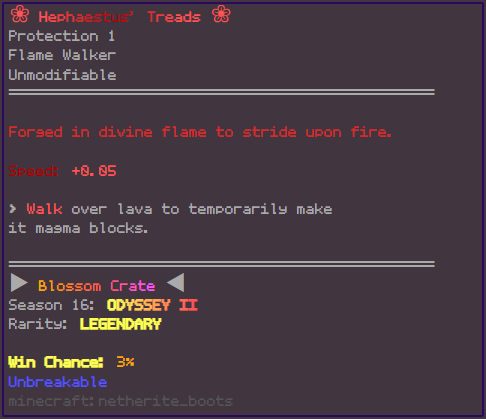 ❀ Hephaestus' Treads ❀
Protection 1
Flame Walker
Unmodifiable
Forged in divine flame to stride upon fire.
Speed: +0.05
> Walk over lava to temporarily make
it magma blocks.
▶ Blossom Crate ◀
Season 16: ODYSSEY II
Rarity: LEGENDARY
Win Chance: 3%
Unbreakable
minecraft:netherite_boots